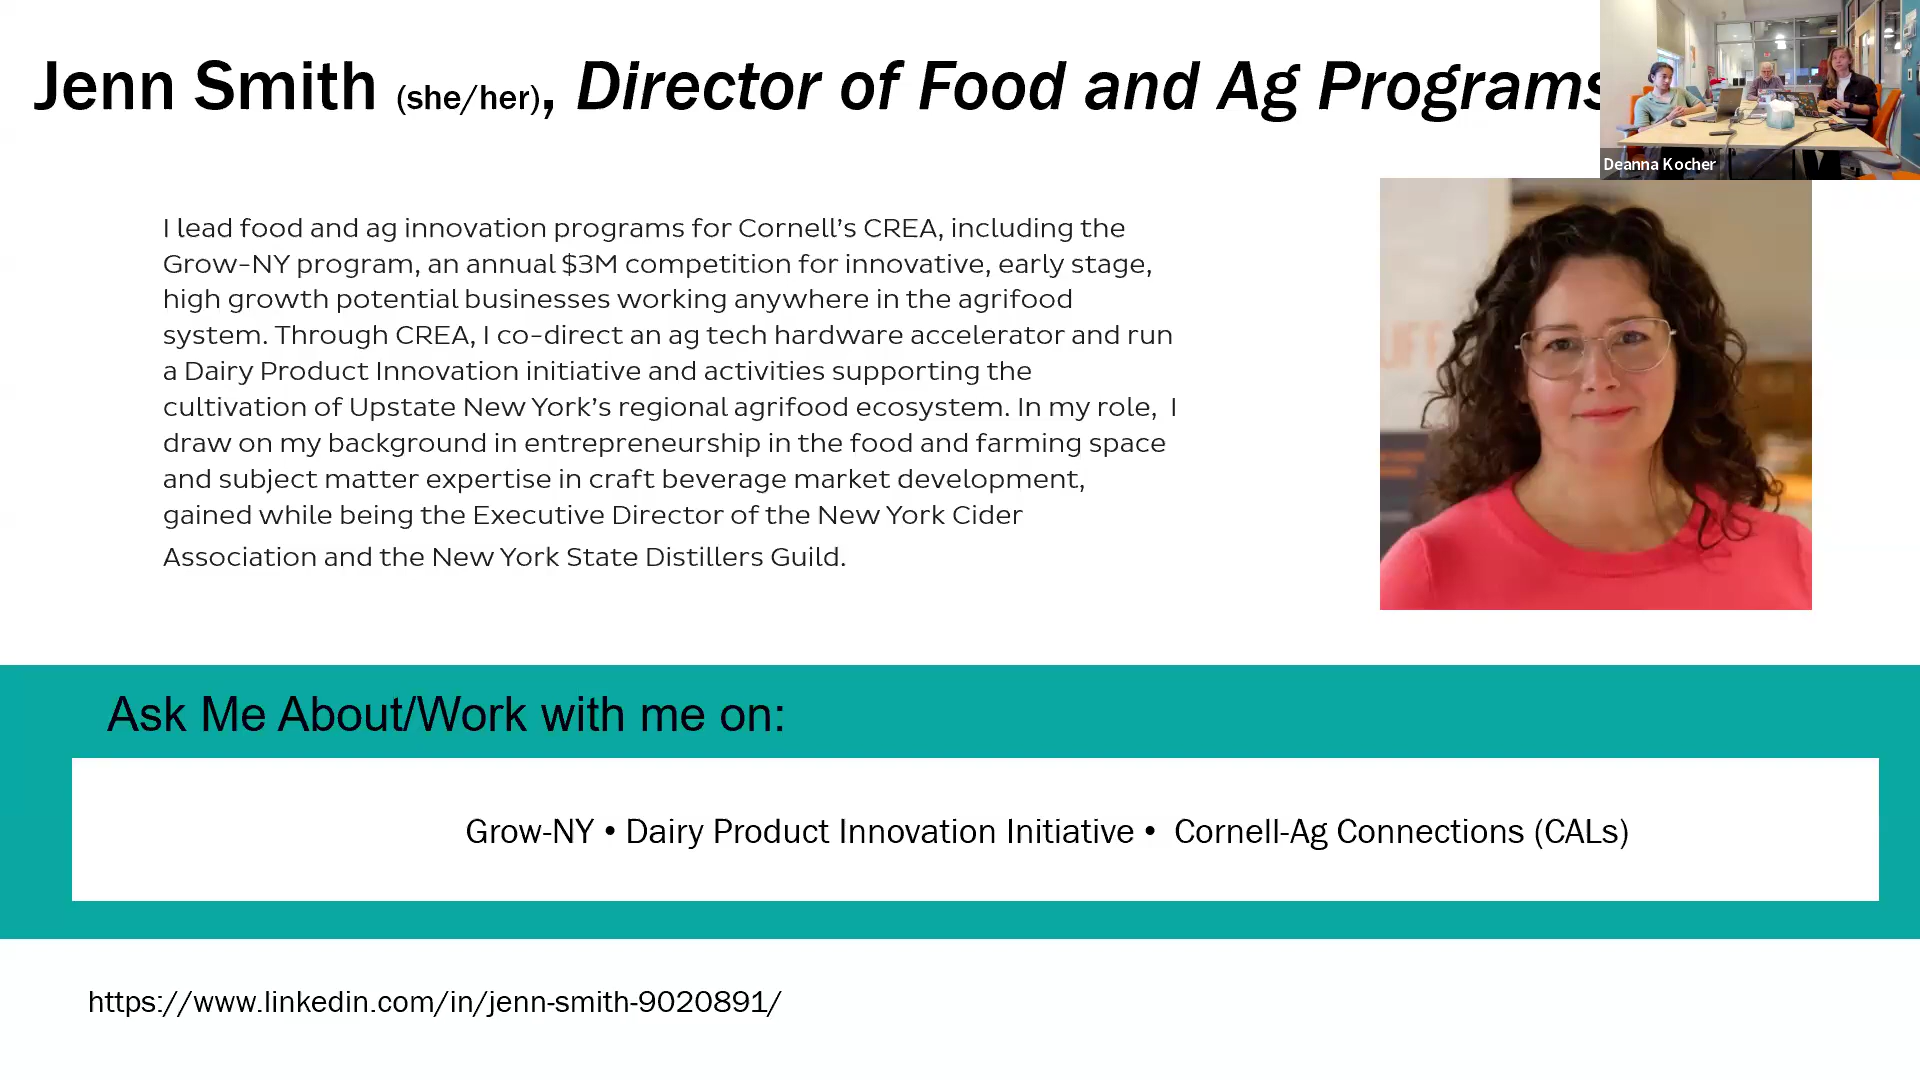 Jenn Smith (she/her), Director of Food and Ag Programs
Deanna Kocher
I lead food and ag innovation programs for Cornell’s CREA, including the
Grow-NY program, an annual $3M competition for innovative, early stage,
high growth potential businesses working anywhere in the agrifood
system. Through CREA, I co-direct an ag tech hardware accelerator and run
a Dairy Product Innovation initiative and activities supporting the
cultivation of Upstate New York’s regional agrifood ecosystem. In my role, I
draw on my background in entrepreneurship in the food and farming space
and subject matter expertise in craft beverage market development,
gained while being the Executive Director of the New York Cider
Association and the New York State Distillers Guild.
Ask Me About/Work with me on:
Grow-NY • Dairy Product Innovation Initiative • Cornell-Ag Connections (CALs)
https://www.linkedin.com/in/jenn-smith-9020891/